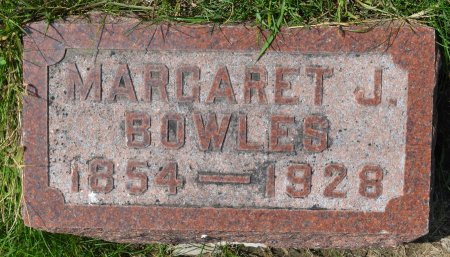 MARGARET J.
BOWLES
1854 — 1928